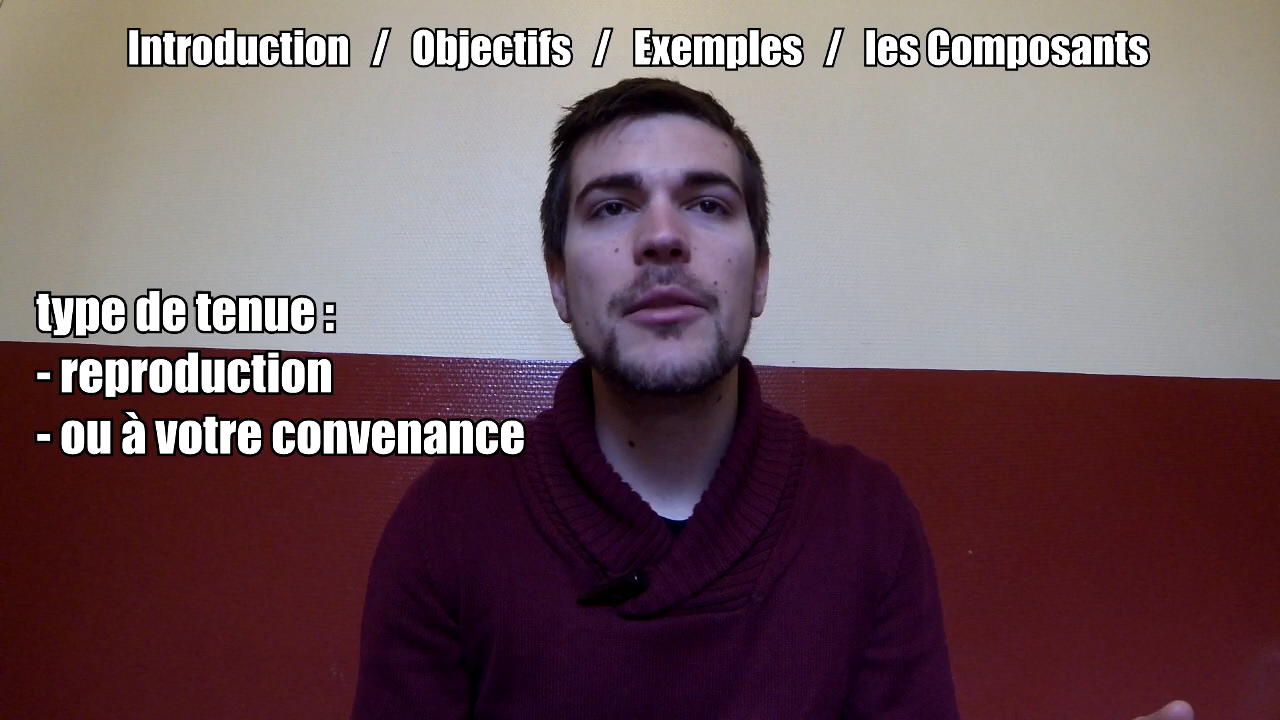 Introduction / Objectifs / Exemples / les Composants
type de tenue :
- reproduction
- ou à votre convenance